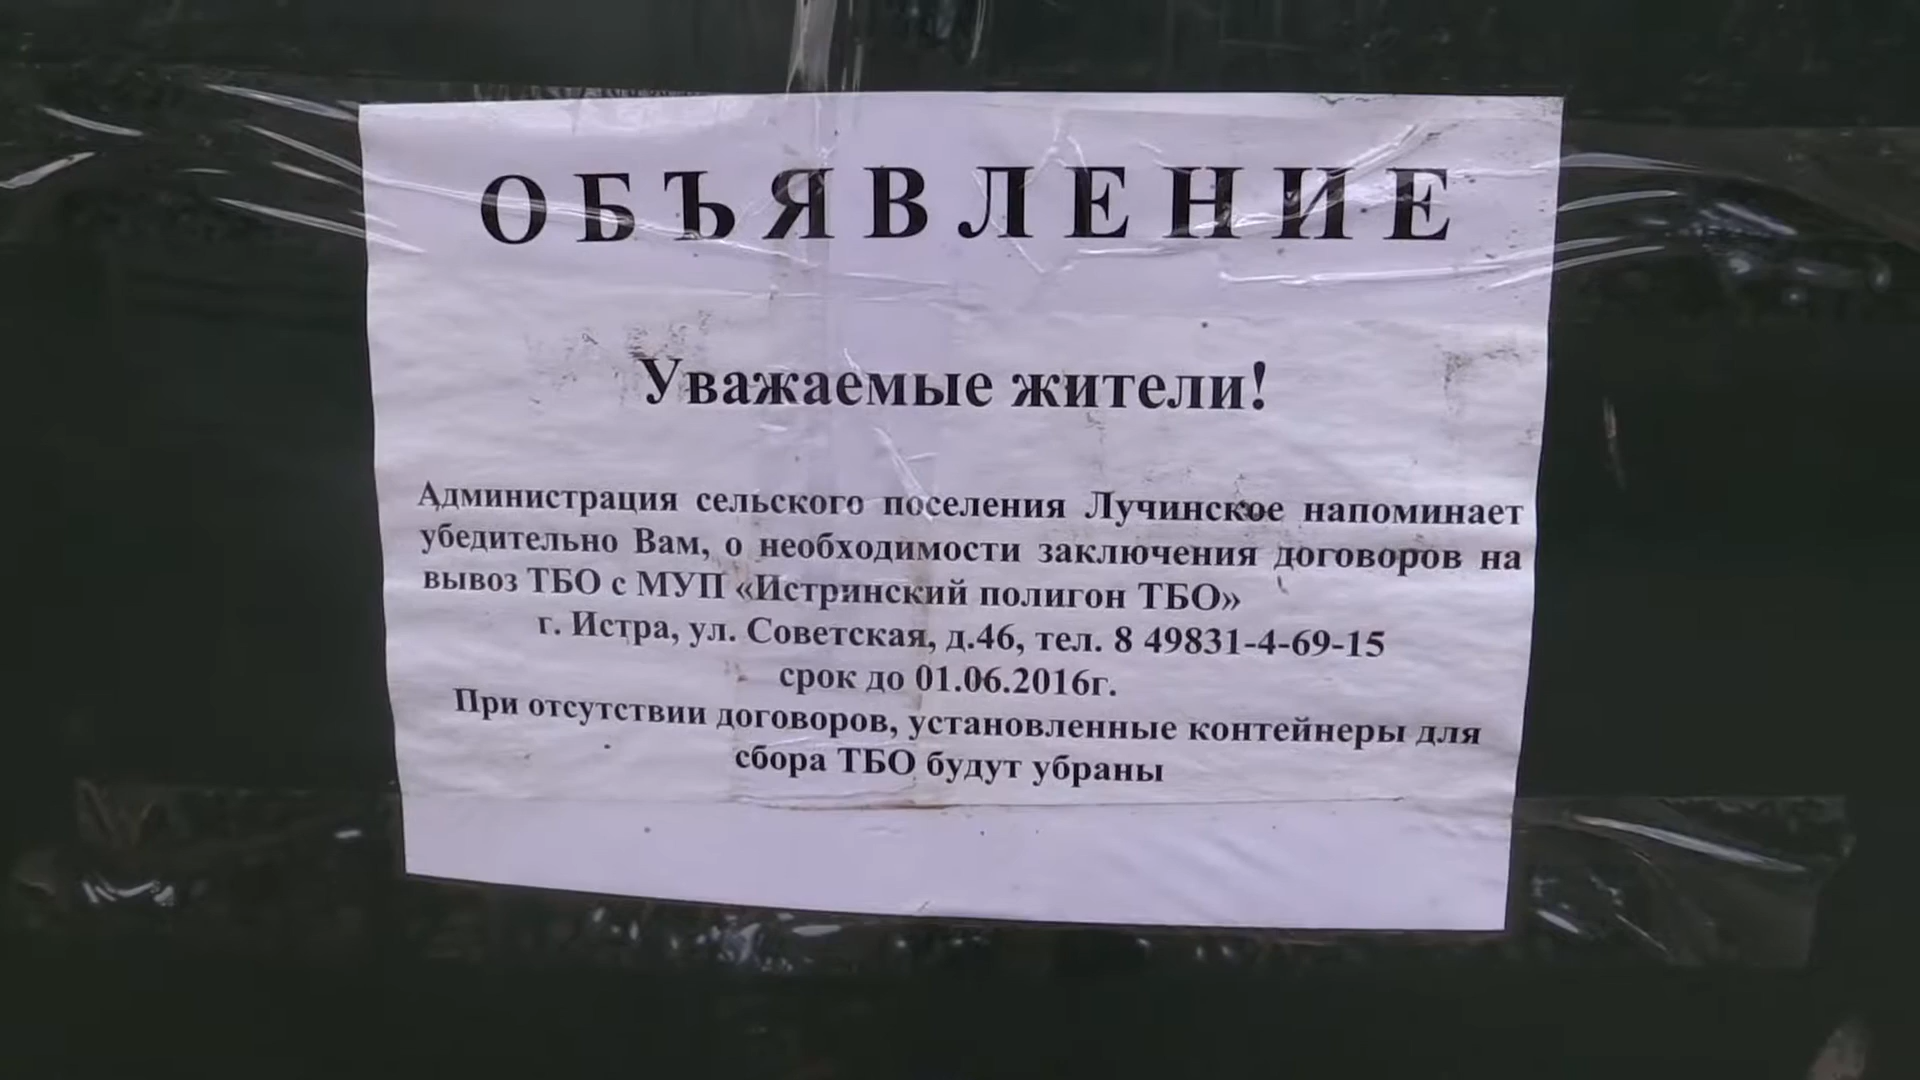 ОБЪЯВЛЕНИЕ
Уважаемые жители!
Администрация сельского поселения Лучинское напоминает
убедительно Вам, о необходимости заключения договоров на
вывоз ТБО с МУП «Истринский полигон ТБО»
г. Истра, ул. Советская, д.46, тел. 8 49831-4-69-15
срок до 01.06.2016г.
При отсутствии договоров, установленные контейнеры для
сбора ТБО будут убраны